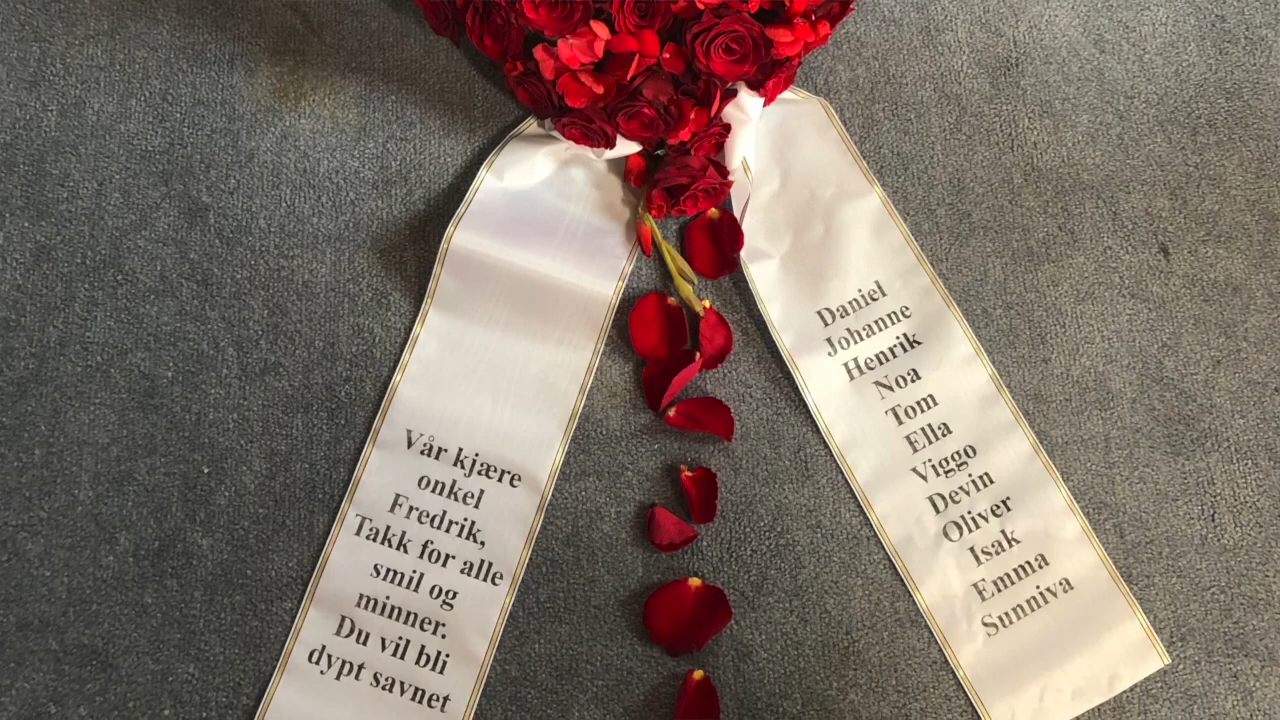 Vår kjære
onkel
Fredrik,
Takk for alle
smil og
minner.
Du vil bli
dypt savnet
Daniel
Johanne
Henrik
Noa
Tom
Ella
Viggo
Devin
Oliver
Isak
Emma
Sunniva